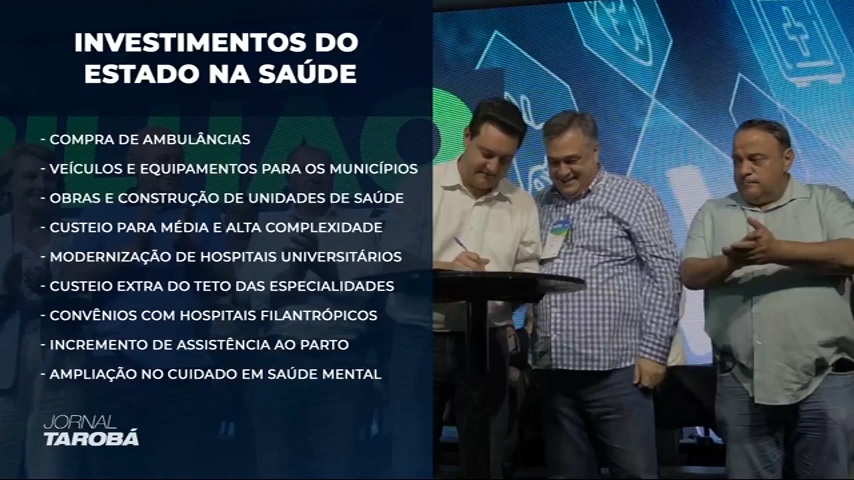 INVESTIMENTOS DO
ESTADO NA SAÚDE
- COMPRA DE AMBULÂNCIAS
- VEÍCULOS E EQUIPAMENTOS PARA OS MUNICÍPIOS
- OBRAS E CONSTRUÇÃO DE UNIDADES DE SAÚDE
- CUSTEIO PARA MÉDIA E ALTA COMPLEXIDADE
- MODERNIZAÇÃO DE HOSPITAIS UNIVERSITÁRIOS
- CUSTEIO EXTRA DO TETO DAS ESPECIALIDADES
- CONVÊNIOS COM HOSPITAIS FILANTRÓPICOS
- INCREMENTO DE ASSISTÊNCIA AO PARTO
- AMPLIAÇÃO NO CUIDADO EM SAÚDE MENTAL
JORNAL
TAROBÁ